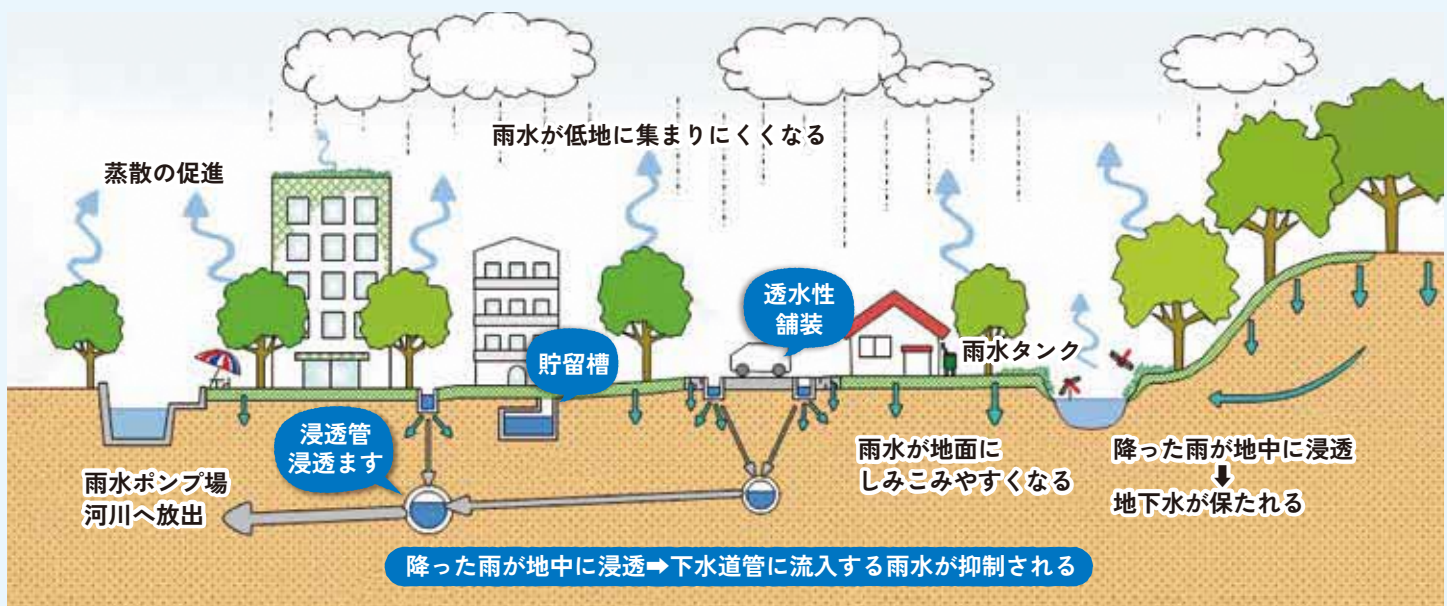 雨水が低地に集まりにくくなる
蒸散の促進
透水性
舗装
貯留槽
雨水タンク
浸透管
浸透ます
雨水が地面に
しみこみやすくなる
降った雨が地中に浸透
⬇
地下水が保たれる
雨水ポンプ場
河川へ放出
降った雨が地中に浸透➡下水道管に流入する雨水が抑制される